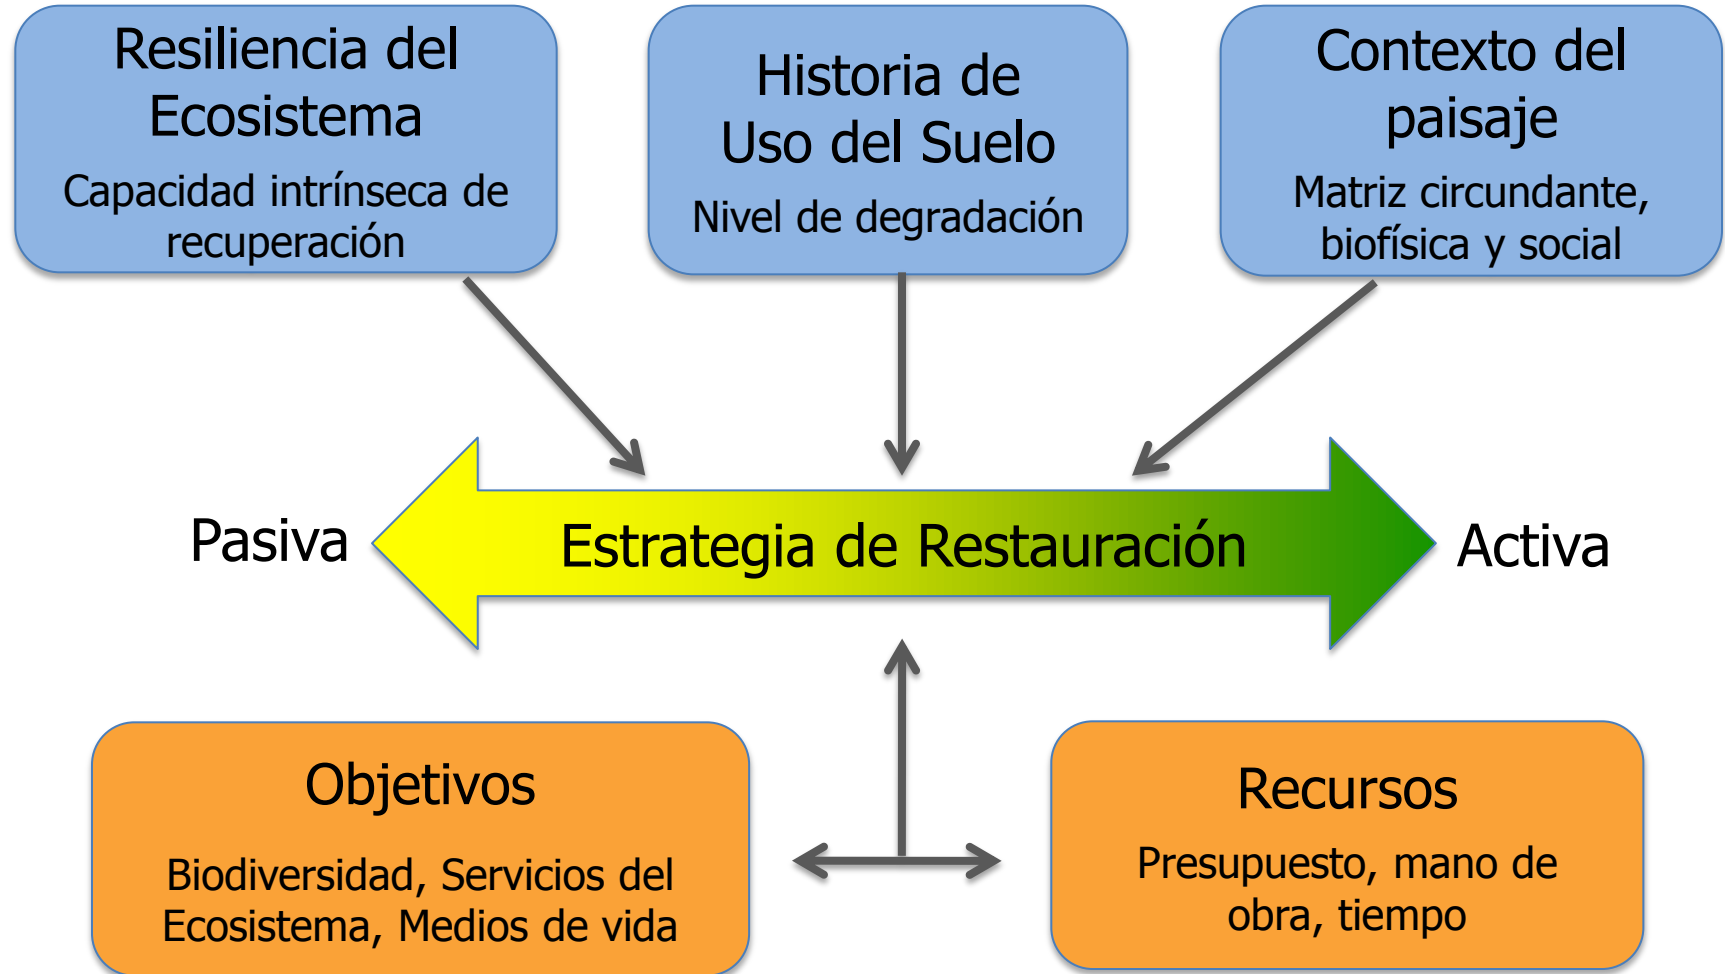 Resiliencia del
Ecosistema
Capacidad intrínseca de
recuperación
Historia de
Uso del Suelo
Nivel de degradación
Contexto del
paisaje
Matriz circundante,
biofísica y social
Pasiva
Estrategia de Restauración
Activa
Objetivos
Biodiversidad, Servicios del
Ecosistema, Medios de vida
Recursos
Presupuesto, mano de
obra, tiempo